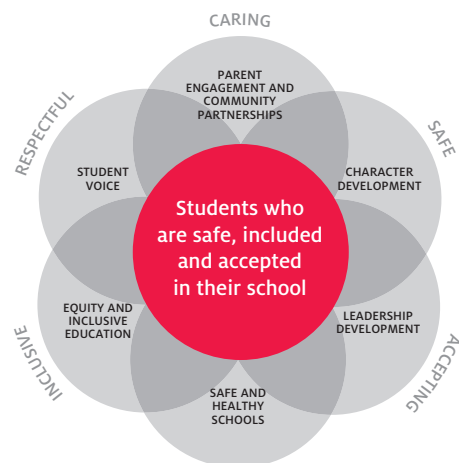 CARING
PARENT
ENGAGEMENT AND
COMMUNITY
PARTNERSHIPS
RESPECTFUL
SAFE
STUDENT
VOICE
CHARACTER
DEVELOPMENT
Students who
are safe, included
and accepted
in their school
EQUITY AND
INCLUSIVE
EDUCATION
LEADERSHIP
DEVELOPMENT
INCLUSIVE
ACCEPTING
SAFE AND
HEALTHY
SCHOOLS